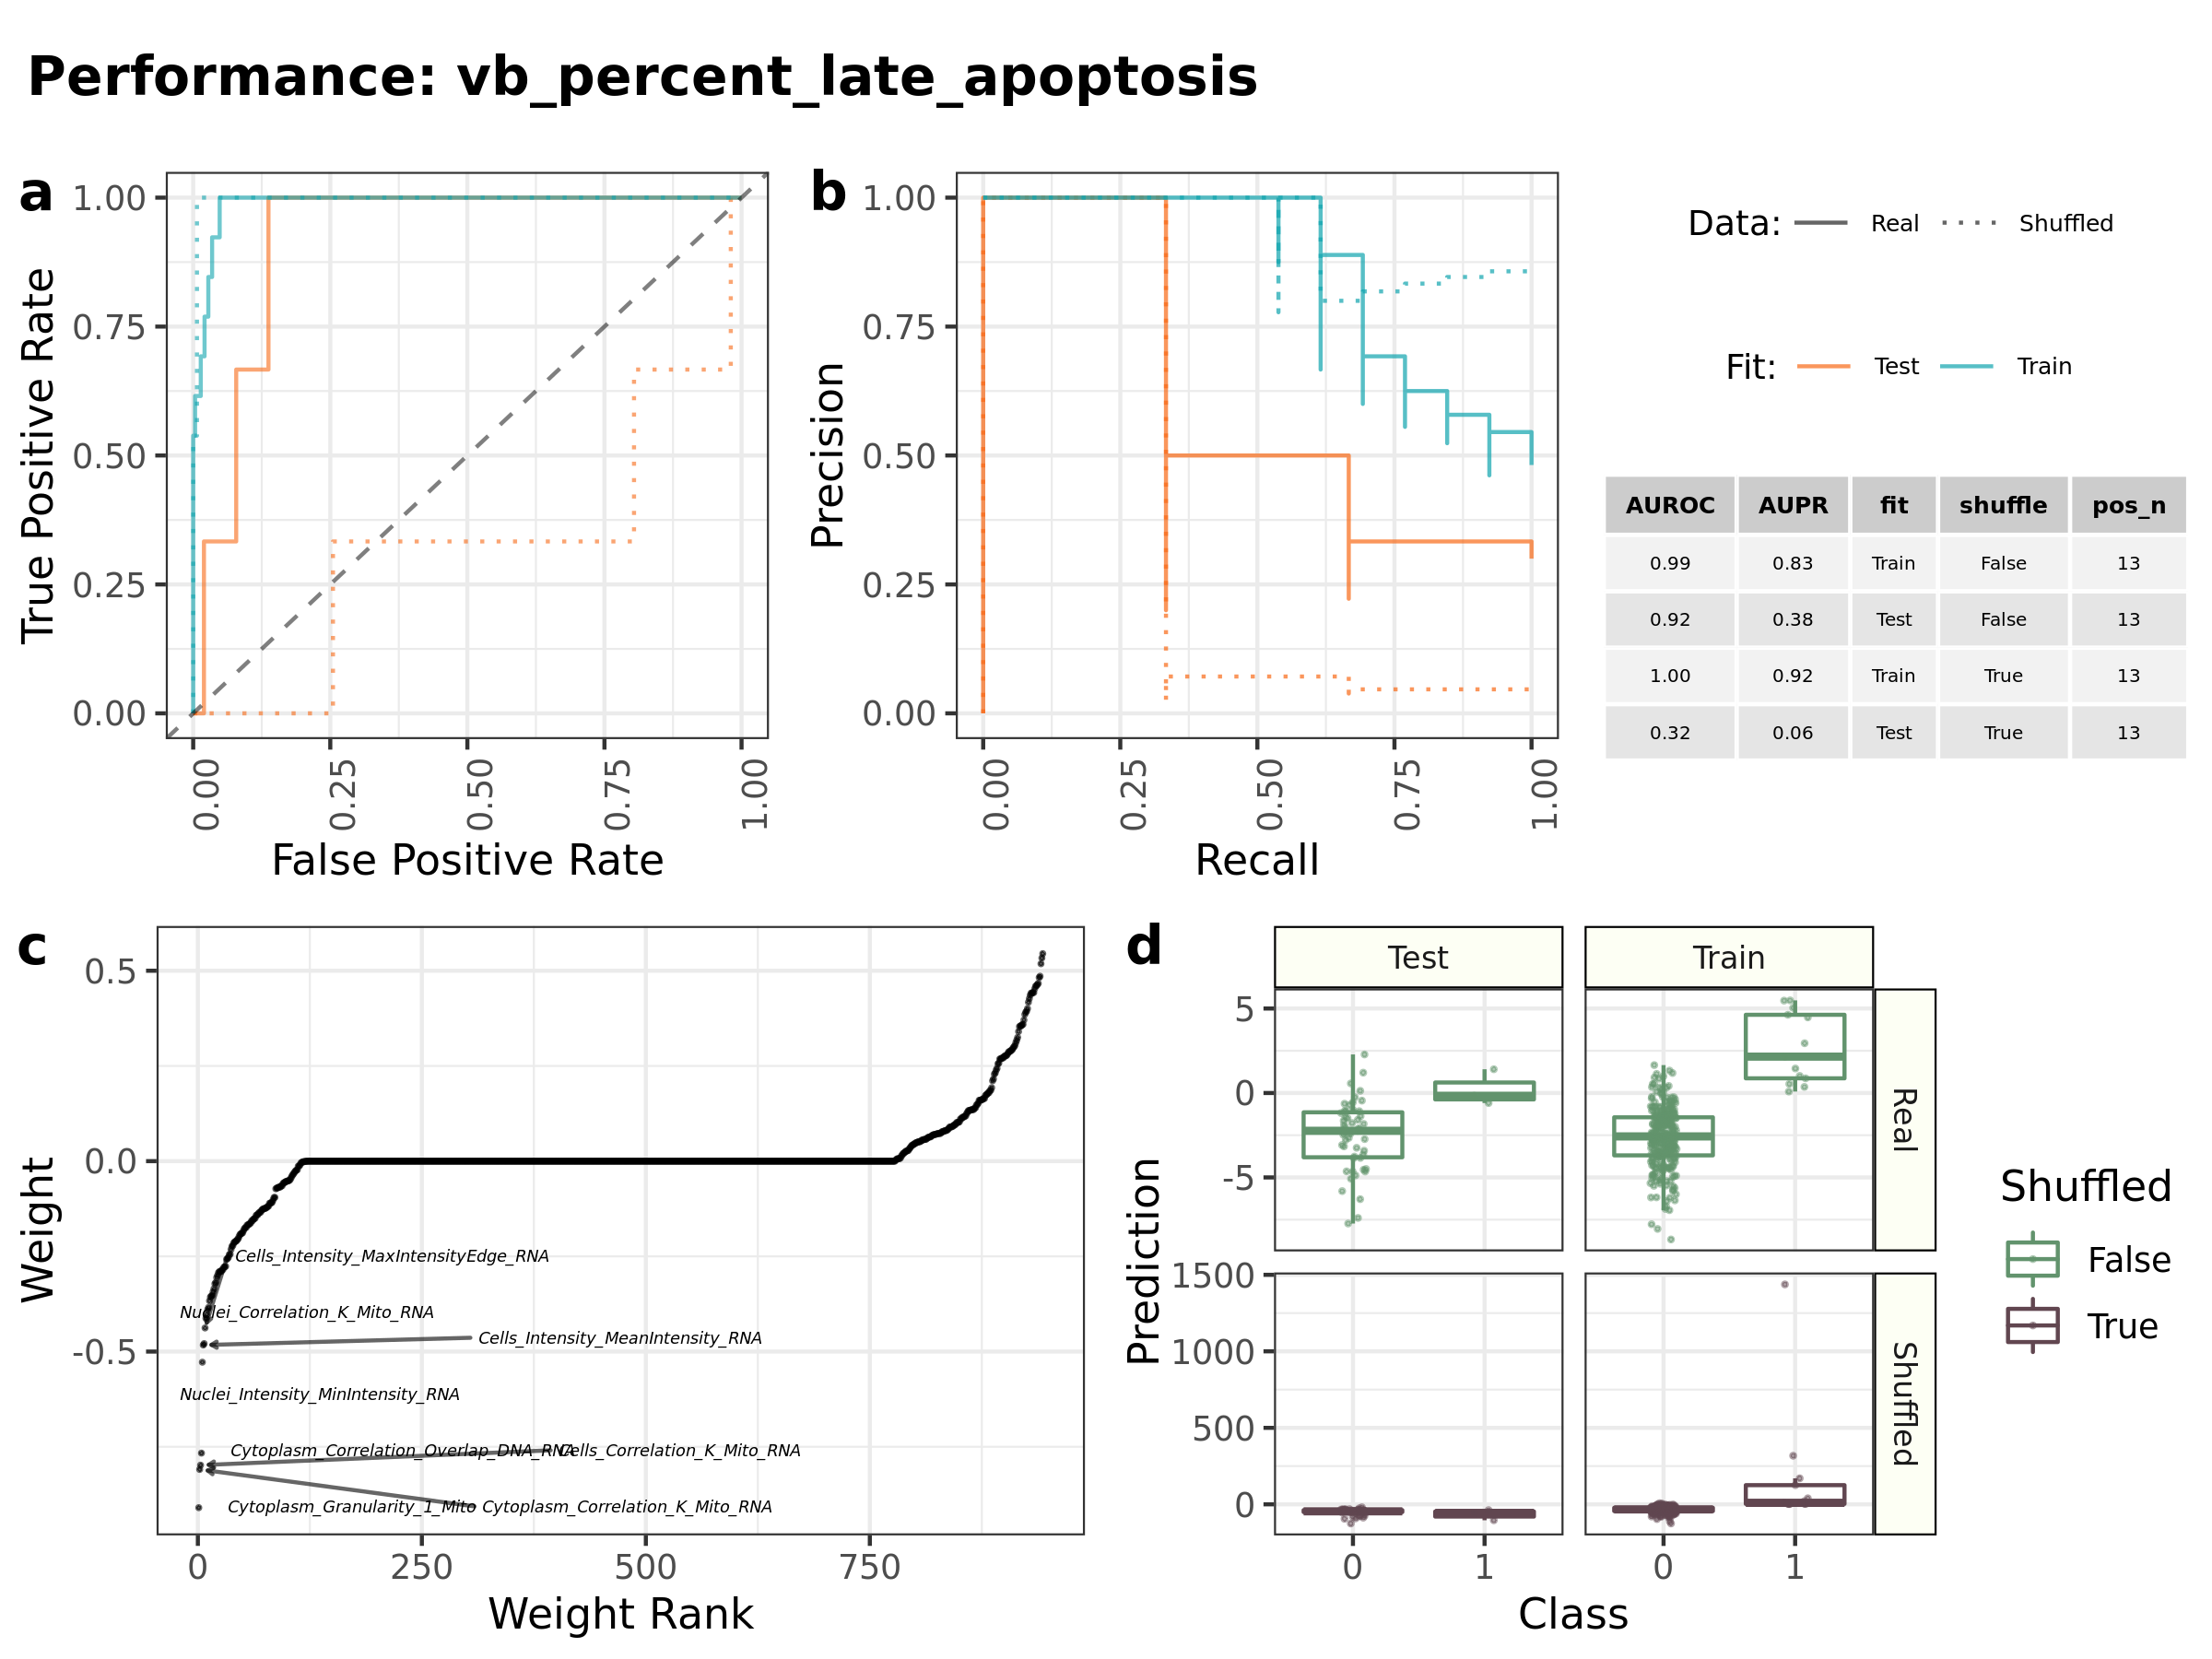 Performance: vb_percent_late_apoptosis
a
1.00
0.75
0.50
0.25
0.00
True Positive Rate
0.00
0.25
0.50
0.75
1.00
False Positive Rate
b
1.00
0.75
0.50
0.25
0.00
Precision
0.00
0.25
0.50
0.75
1.00
Recall
Data: Real Shuffled
Fit: Test Train
AUROC AUPR fit shuffle pos_n
0.99 0.83 Train False 13
0.92 0.38 Test False 13
1.00 0.92 Train True 13
0.32 0.06 Test True 13
c
0.5
0.0
-0.5
Weight
Cells_Intensity_MaxIntensityEdge_RNA
Nuclei_Correlation_K_Mito_RNA
Cells_Intensity_MeanIntensity_RNA
Nuclei_Intensity_MinIntensity_RNA
Cytoplasm_Correlation_Overlap_DNA_RNA
Cells_Correlation_K_Mito_RNA
Cytoplasm_Granularity_1_Mito
Cytoplasm_Correlation_K_Mito_RNA
0 250 500 750
Weight Rank
d
Test Train
5
0
-5
Real
Prediction
1500
1000
500
0
Shuffled
0 1 0 1
Class
Shuffled
False
True